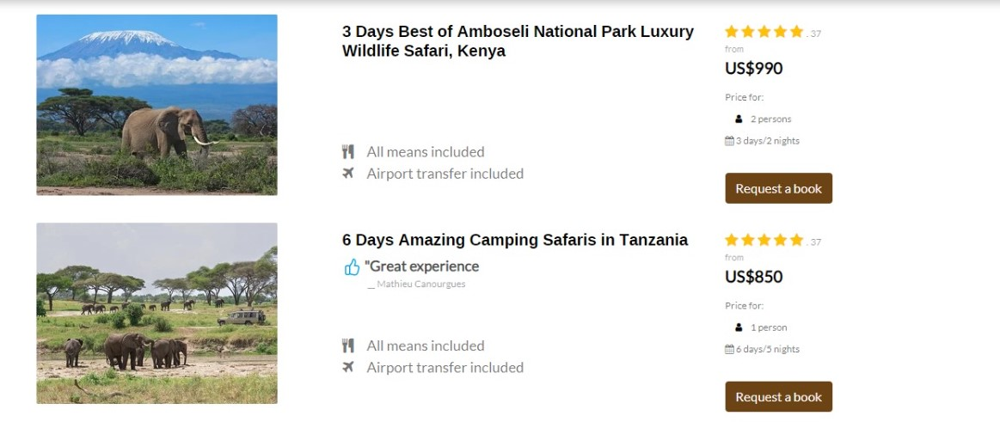 3 Days Best of Amboseli National Park Luxury
Wildlife Safari, Kenya
All means included
Airport transfer included
. 37
from
US$990
Price for:
2 persons
3 days/2 nights
Request a book
6 Days Amazing Camping Safaris in Tanzania
"Great experience
__ Mathieu Canourgues
All means included
Airport transfer included
. 37
from
US$850
Price for:
1 person
6 days/5 nights
Request a book